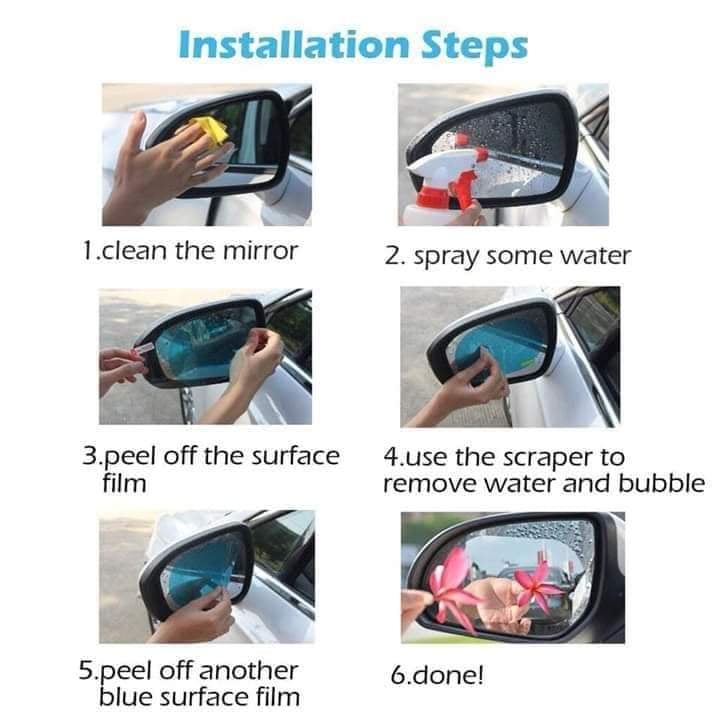 Installation Steps
1.clean the mirror
2. spray some water
3.peel off the surface
film
4.use the scraper to
remove water and bubble
5.peel off another
blue surface film
6.done!